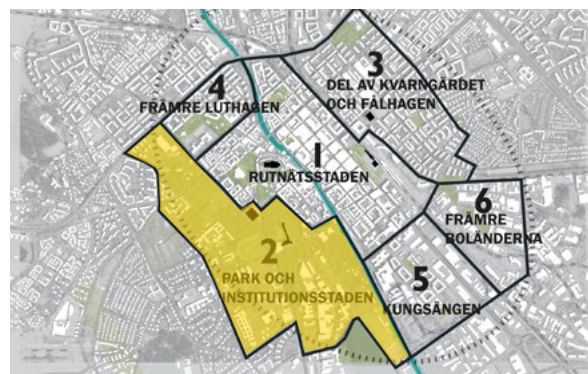 3
DEL AV KVARNGÄRDET
OCH FÅLHAGEN
4
FRÄMRE LUTHAGEN
1
RUTNÄTSSTADEN
6
FRÄMRE
BOLÄNDERNA
2
PARK OCH
INSTITUTIONSSTADEN
5
KUNGSÄNGEN